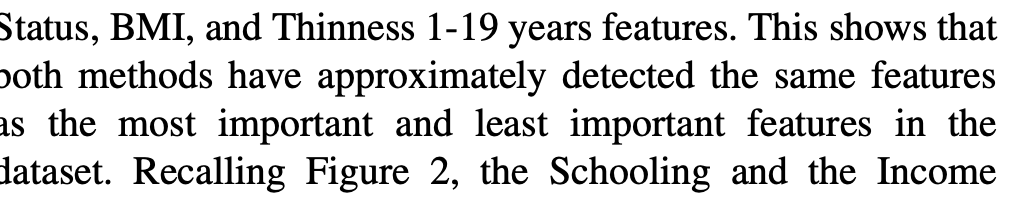 Status, BMI, and Thinness 1-19 years features. This shows that
both methods have approximately detected the same features
as the most important and least important features in the
dataset. Recalling Figure 2, the Schooling and the Income